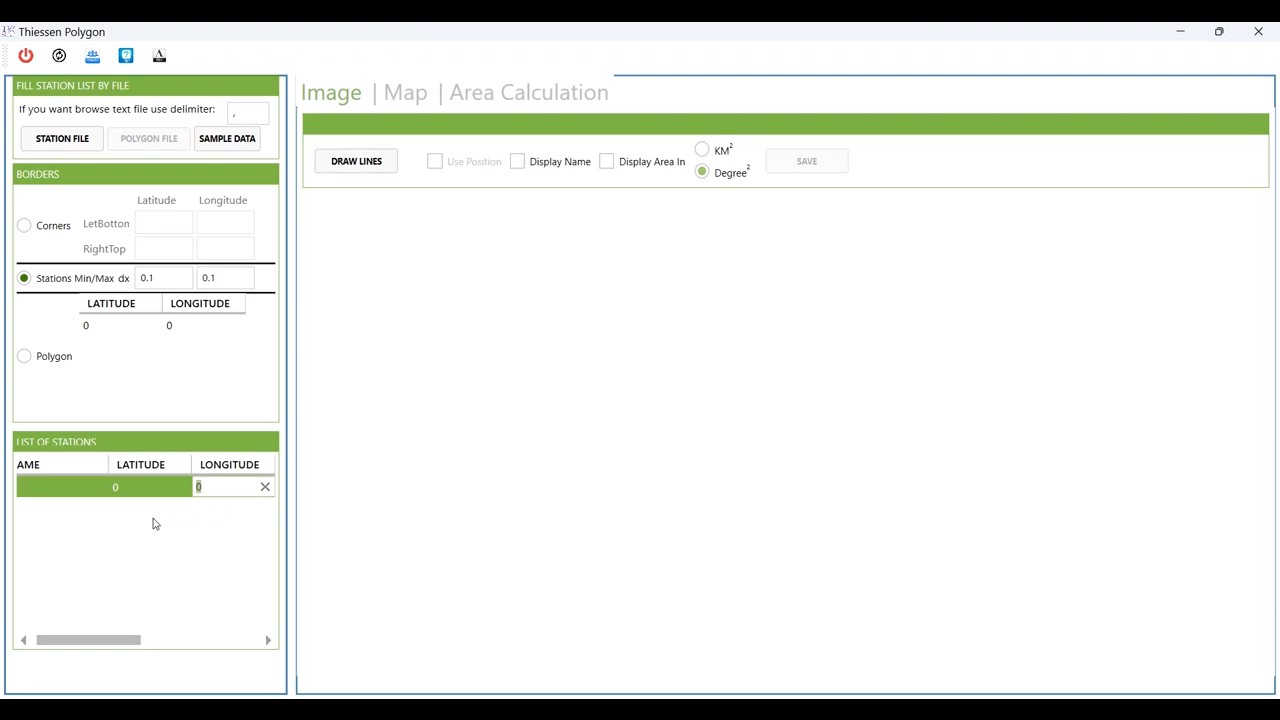 Thiessen Polygon
FILL STATION LIST BY FILE
If you want browse text file use delimiter: ,
STATION FILE POLYGON FILE SAMPLE DATA
BORDERS
Latitude Longitude
Corners LetBotton
RightTop
Stations Min/Max dx 0.1 0.1
LATITUDE LONGITUDE
0 0
Polygon
LIST OF STATIONS
AME LATITUDE LONGITUDE
0 0
Image | Map | Area Calculation
DRAW LINES Use Position Display Name Display Area In KM2 Degree2 SAVE